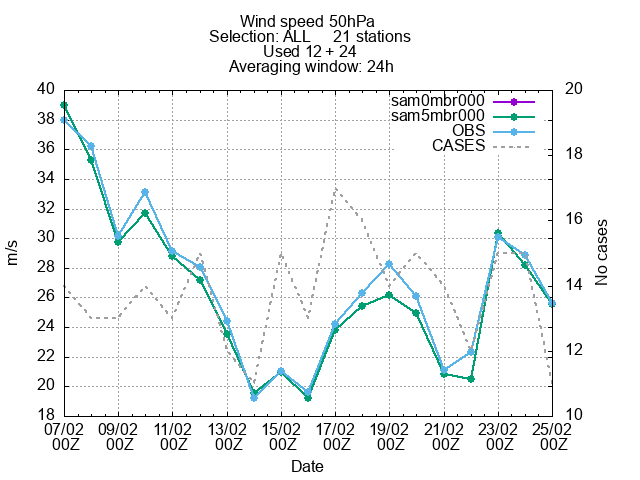 Wind speed 50hPa
Selection: ALL 21 stations
Used 12 + 24
Averaging window: 24h
sam0mbr000
sam5mbr000
OBS
CASES
40
38
36
34
32
30
28
26
24
22
20
18
20
18
16
14
12
10
m/s
No cases
07/02 09/02 11/02 13/02 15/02 17/02 19/02 21/02 23/02 25/02
00Z 00Z 00Z 00Z 00Z 00Z 00Z 00Z 00Z 00Z
Date